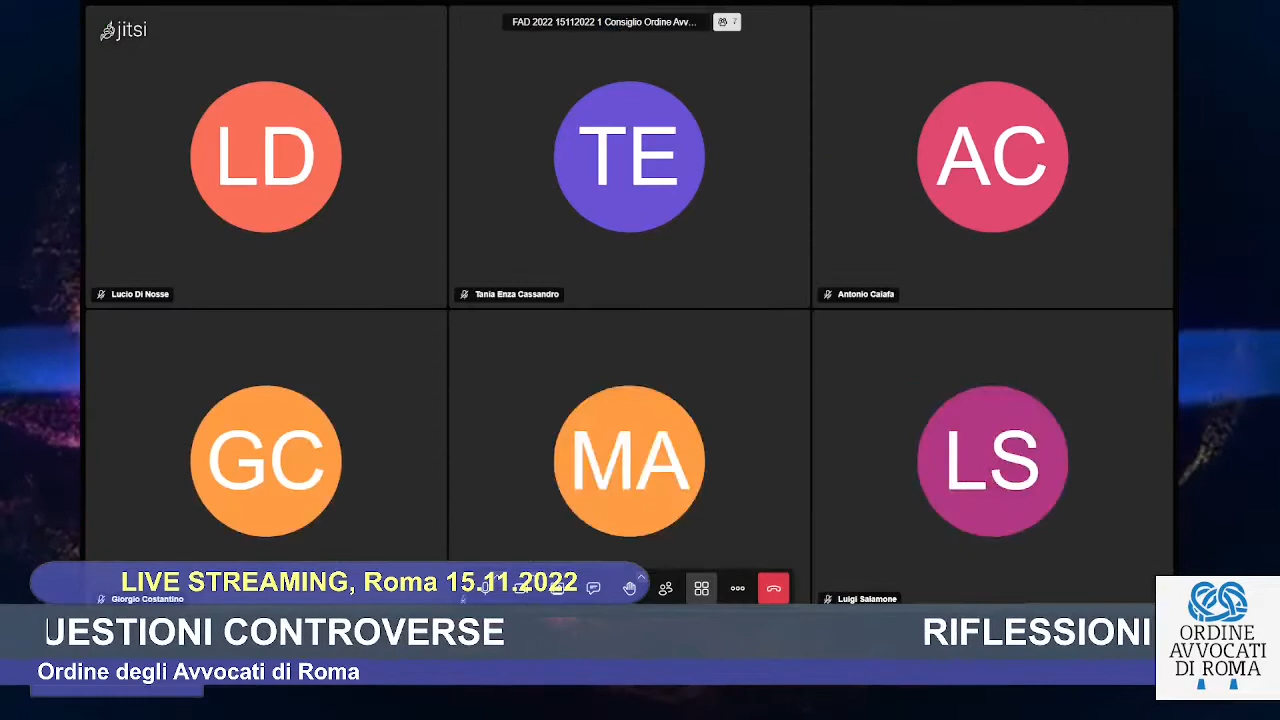 jitsi
FAD 2022 15112022 1 Consiglio Ordine Avv...
7
LD
TE
AC
Lucio Di Nosse
Tania Enza Cassandro
Antonio Caiafa
GC
MA
LS
LIVE STREAMING, Roma 15.11.2022
Giorgio Costantino
Luigi Salamone
UESTIONI CONTROVERSE
RIFLESSIONI
Ordine degli Avvocati di Roma
ORDINE
AVVOCATI
DI ROMA